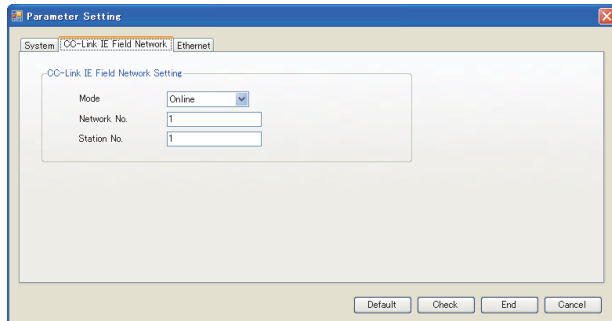 Parameter Setting
System CC-Link IE Field Network Ethernet
CC-Link IE Field Network Setting
Mode Online
Network No. 1
Station No. 1
Default Check End Cancel